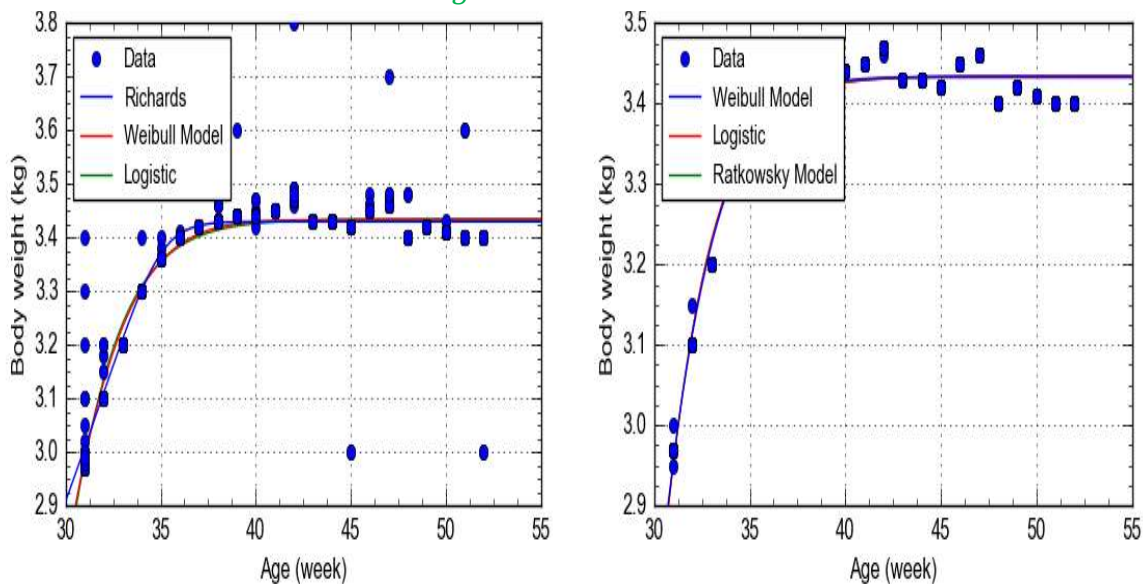 3.8
3.7
3.6
3.5
3.4
3.3
3.2
3.1
3.0
2.9
30
35
40
45
50
55
Body weight (kg)
Age (week)
Data
Richards
Weibull Model
Logistic
3.5
3.4
3.3
3.2
3.1
3.0
2.9
30
35
40
45
50
55
Body weight (kg)
Age (week)
Data
Weibull Model
Logistic
Ratkowsky Model